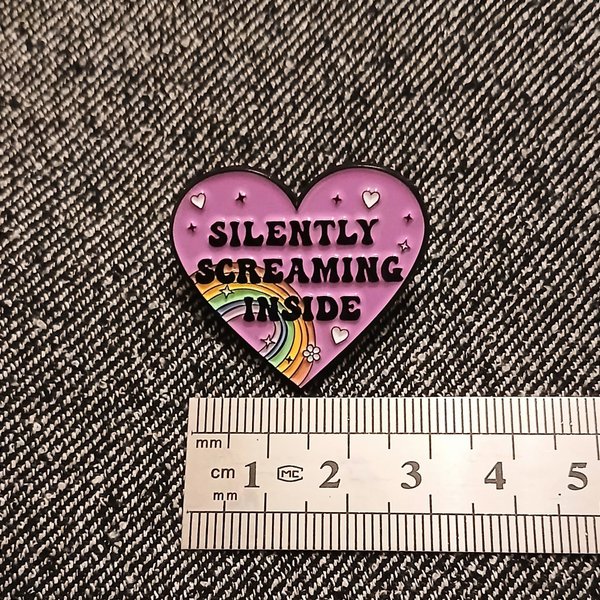 SILENTLY
SCREAMING
INSIDE
mm
cm 1 MC 2 3 4 5
mm